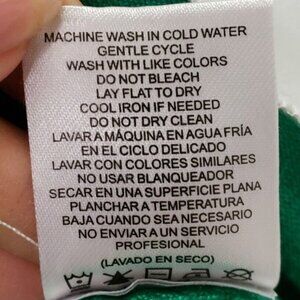 MACHINE WASH IN COLD WATER
GENTLE CYCLE
WASH WITH LIKE COLORS
DO NOT BLEACH
LAY FLAT TO DRY
COOL IRON IF NEEDED
DO NOT DRY CLEAN
LAVAR A MÁQUINA EN AGUA FRÍA
EN EL CICLO DELICADO
LAVAR CON COLORES SIMILARES
NO USAR BLANQUEADOR
SECAR EN UNA SUPERFICIE PLANA
PLANCHAR A TEMPERATURA
BAJA CUANDO SEA NECESARIO
NO ENVIAR A UN SERVICIO
PROFESIONAL
(LAVADO EN SECO)